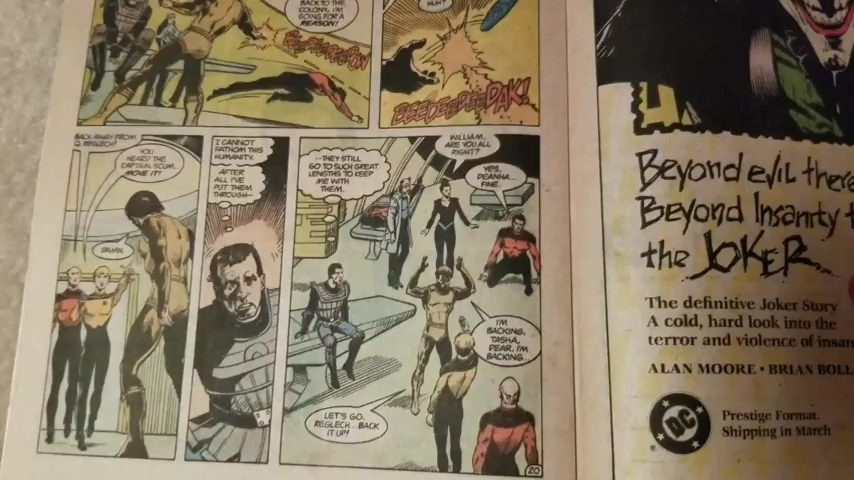 BACK TO THE
COLONY, I'M
GOING FOR A
REASON!
HUH?
BEEDEEDEEDAK!
BACK AWAY FROM
REGLECH!
YOU
HEARD THE
CAPTAIN, SCUM.
MOVE IT!
I CANNOT
FATHOM THIS
HUMANITY.
AFTER
ALL I'VE
PUT THEM
THROUGH--
--THEY STILL
GO TO SUCH GREAT
LENGTHS TO KEEP
ME WITH
THEM.
WILLIAM,
ARE YOU ALL
RIGHT?
YES,
DEANNA...
FINE.
I'M
BACKING,
TASHA,
DEAR, I'M
BACKING.
LET'S GO,
REGLECH...BACK
IT UP!
20
Beyond evil there
Beyond Insanity t
the JOKER.
The definitive Joker Story
A cold, hard look into the
terror and violence of insan
ALAN MOORE • BRIAN BOLL
DC
Prestige Format.
Shipping in March